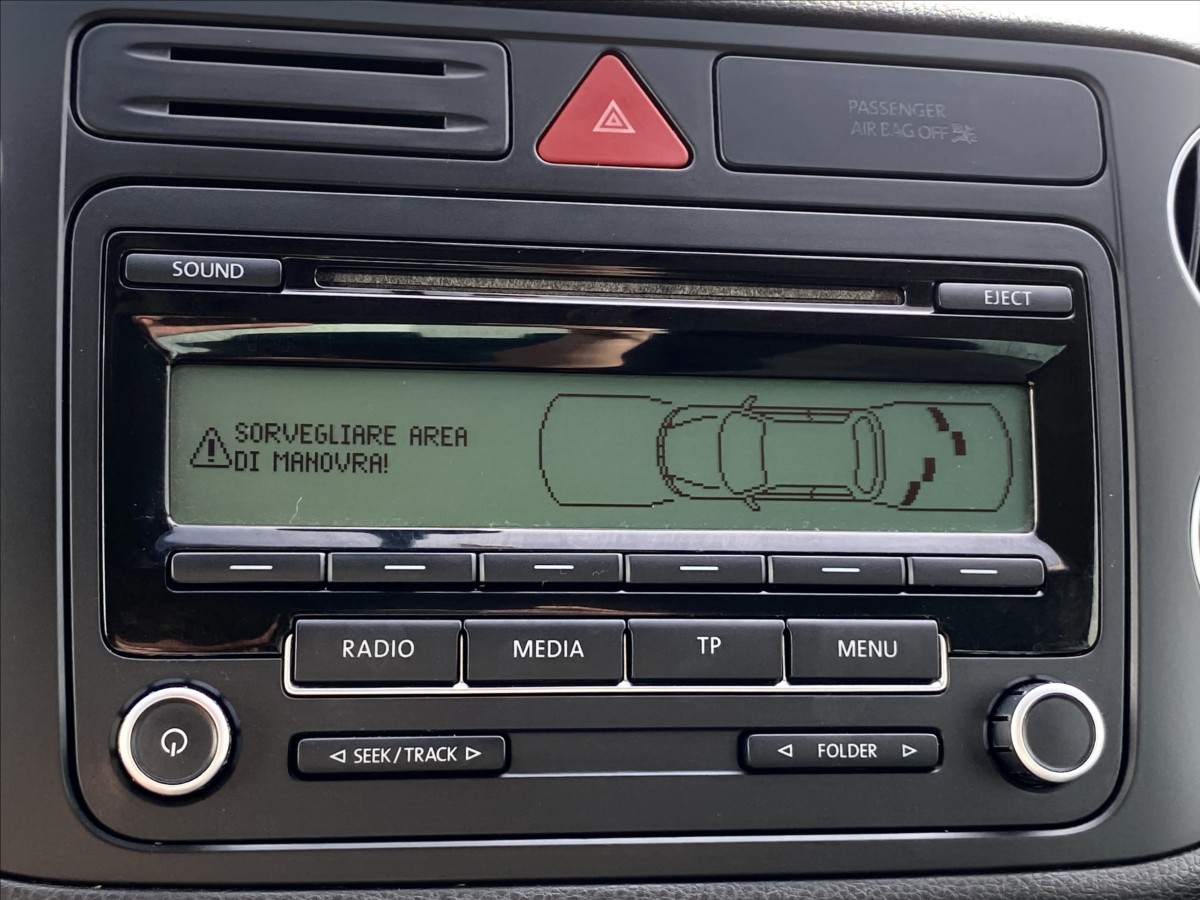 PASSENGER
AIR BAG OFF
SOUND
EJECT
SORVEGLIARE AREA
DI MANOVRA!
RADIO
MEDIA
TP
MENU
SEEK/TRACK
FOLDER